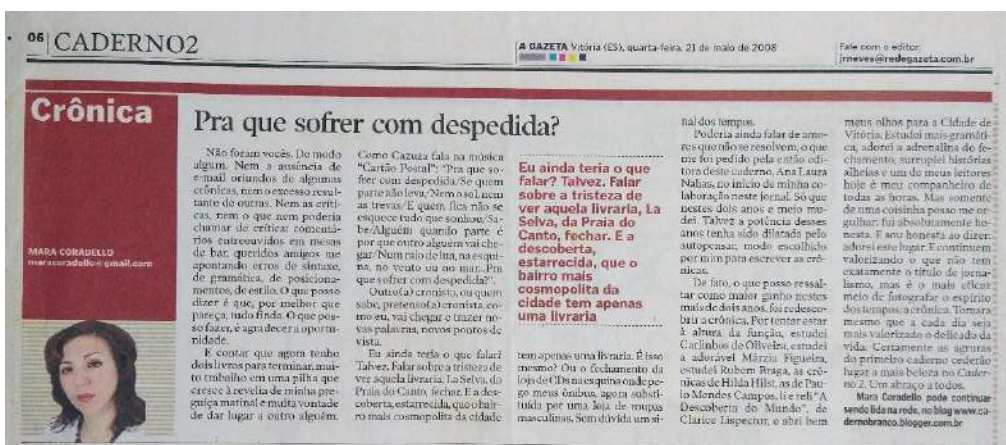 06 CADERNO2
A GAZETA Vitória (ES), quarta-feira, 21 de maio de 2008
Fale com o editor:
jrneves@redegazeta.com.br
Crônica
MARA CORADELLO
maracoradello@gmail.com
Pra que sofrer com despedida?
Não foram vocês. De modo
algum. Nem a ausência de
e-mail oriundos de algumas
crônicas, nem o excesso resul-
tante de outras. Nem as críti-
cas, nem o que nem poderia
chamar de críticas: comentá-
rios entreouvidos em mesas
de bar, queridos amigos me
apontando erros de sintaxe,
de gramática, de posiciona-
mentos, de estilo. O que posso
dizer é que, por melhor que
pareça, tudo finda. O que pos-
so fazer, é agradecer a oportu-
nidade.
E contar que agora tenho
dois livros para terminar, mui-
to trabalho em uma pilha que
cresce à revelia de minha pre-
guiça matinal e muita vontade
de dar lugar a outro alguém.
Como Cazuza fala na música
"Cartão Postal": "Pra que so-
frer com despedida/Se quem
parte não leva/Nem o sol, nem
as trevas/E quem fica não se
esquece tudo que sonhou/Sa-
be/Alguém quando parte é
por que outro alguém vai che-
gar/Num raio de lua, na esqui-
na, no vento ou no mar...Pra
que sofrer com despedida?".
Outro(a) cronista, ou quem
sabe, pretenso(a) cronista, co-
mo eu, vai chegar e trazer no-
vas palavras, novos pontos de
vista.
Eu ainda teria o que falar?
Talvez. Falar sobre a tristeza de
ver aquela livraria, La Selva, da
Praia do Canto, fechar. E a des-
coberta, estarrecida, que o bair-
ro mais cosmopolita da cidade
Eu ainda teria o que
falar? Talvez. Falar
sobre a tristeza de
ver aquela livraria, La
Selva, da Praia do
Canto, fechar. E a
descoberta,
estarrecida, que o
bairro mais
cosmopolita da
cidade tem apenas
uma livraria
tem apenas uma livraria. É isso
mesmo? Ou o fechamento da
loja de CDs na esquina onde pe-
go meus ônibus, agora substi-
tuída por uma loja de roupas
masculinas. Sem dúvida um si-
nal dos tempos.
Poderia ainda falar de amo-
res que não se resolvem, o que
me foi pedido pela então edi-
tora deste caderno, Ana Laura
Nahas, no início de minha co-
laboração neste jornal. Só que
nestes dois anos e meio mu-
dei. Talvez a potência desses
anos tenha sido dilatada pelo
autopensar, modo escolhido
por mim para escrever as crô-
nicas.
De fato, o que posso ressal-
tar como maior ganho nestes
mais de dois anos, foi redesco-
brir a crônica. Por tentar estar
à altura da função, estudei
Carlinhos de Oliveira, estudei
a adorável Márzia Figueira,
estudei Rubem Braga, as crô-
nicas de Hilda Hilst, as de Pau-
lo Mendes Campos, li e reli "A
Descoberta do Mundo", de
Clarice Lispector, e abri bem
meus olhos para a Cidade de
Vitória. Estudei mais gramáti-
ca, adorei a adrenalina do fe-
chamento, surrupiei histórias
alheias e um de meus leitores
hoje é meu companheiro de
todas as horas. Mas somente
de uma coisinha posso me or-
gulhar: fui absolutamente ho-
nesta. E sou honesta ao dizer:
adorei este lugar. E continuem
valorizando o que não tem
exatamente o título de jorna-
lismo, mas é o mais eficaz
meio de fotografar o espírito
dos tempos: a crônica. Tomara
mesmo que a cada dia seja
mais valorizado o delicado da
vida. Certamente as agruras
do primeiro caderno cederão
lugar a mais beleza no Cader-
no 2. Um abraço a todos.
Mara Coradello pode continuar
sendo lida na rede, no blog www.ca-
dernobranco.blogger.com.br